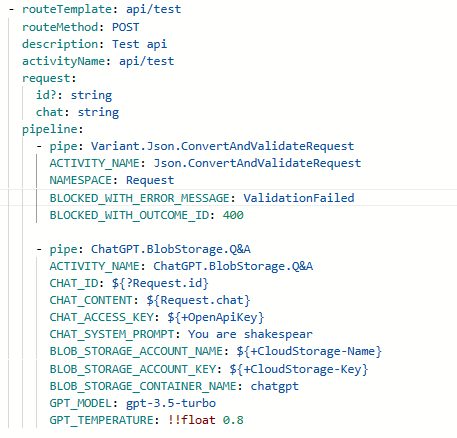 - routeTemplate: api/test
  routeMethod: POST
  description: Test api
  activityName: api/test
  request:
    id?: string
    chat: string
  pipeline:
    - pipe: Variant.Json.ConvertAndValidateRequest
      ACTIVITY_NAME: Json.ConvertAndValidateRequest
      NAMESPACE: Request
      BLOCKED_WITH_ERROR_MESSAGE: ValidationFailed
      BLOCKED_WITH_OUTCOME_ID: 400

    - pipe: ChatGPT.BlobStorage.Q&A
      ACTIVITY_NAME: ChatGPT.BlobStorage.Q&A
      CHAT_ID: ${?Request.id}
      CHAT_CONTENT: ${Request.chat}
      CHAT_ACCESS_KEY: ${+OpenApiKey}
      CHAT_SYSTEM_PROMPT: You are shakespear
      BLOB_STORAGE_ACCOUNT_NAME: ${+CloudStorage-Name}
      BLOB_STORAGE_ACCOUNT_KEY: ${+CloudStorage-Key}
      BLOB_STORAGE_CONTAINER_NAME: chatgpt
      GPT_MODEL: gpt-3.5-turbo
      GPT_TEMPERATURE: !!float 0.8